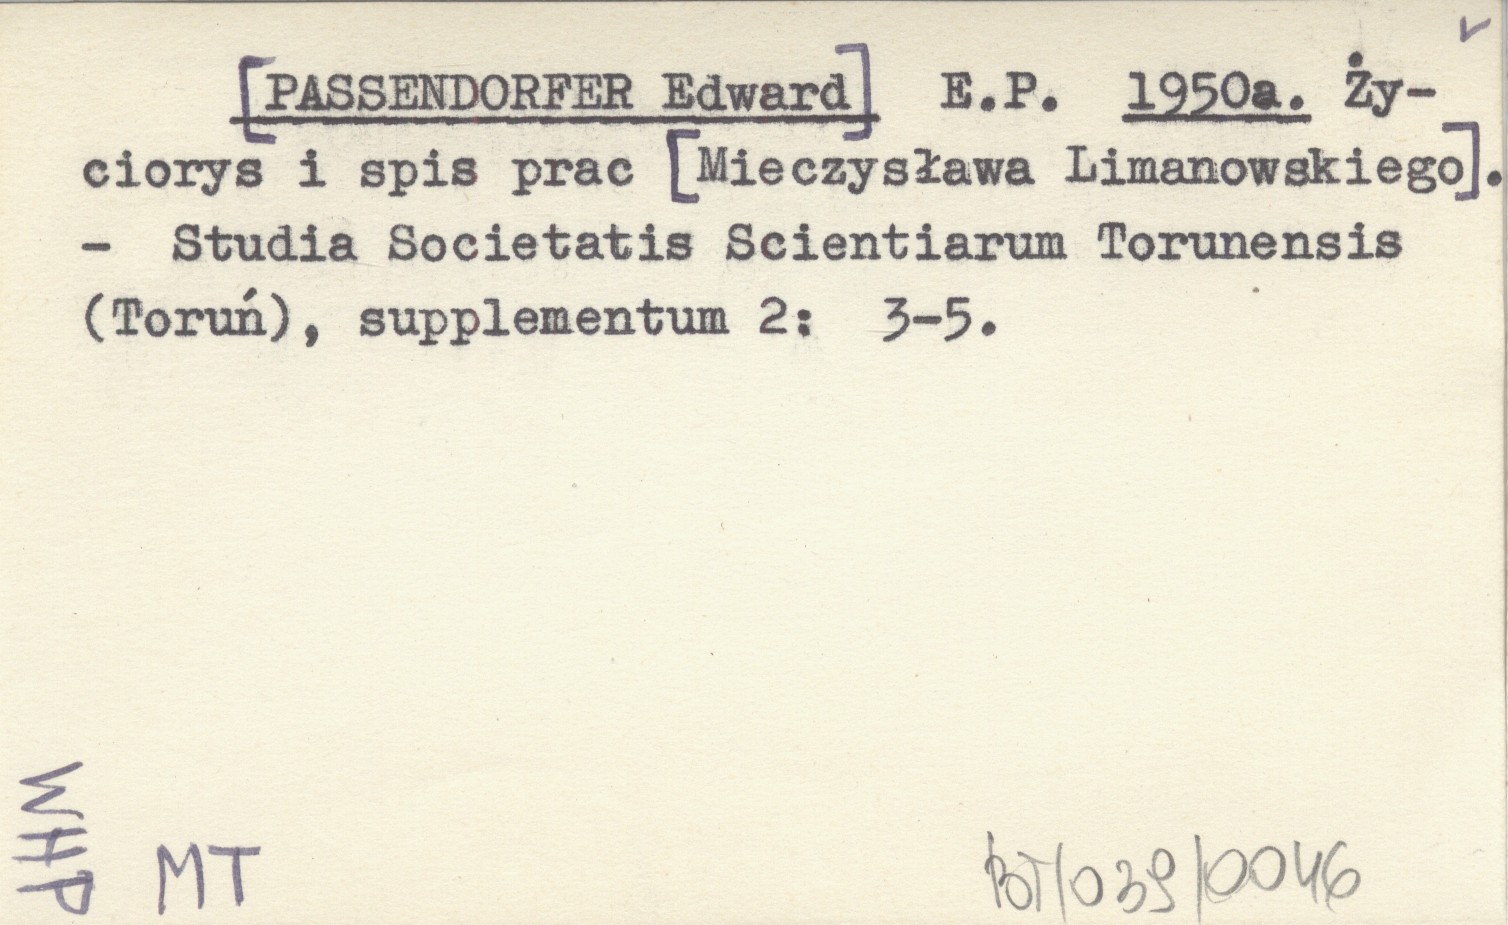 [PASSENDORFER Edward] E.P. 1950a. Ży-
ciorys i spis prac [Mieczysława Limanowskiego].
- Studia Societatis Scientiarum Torunensis
(Toruń), supplementum 2: 3-5.
WHP
MT
BT/039/0046